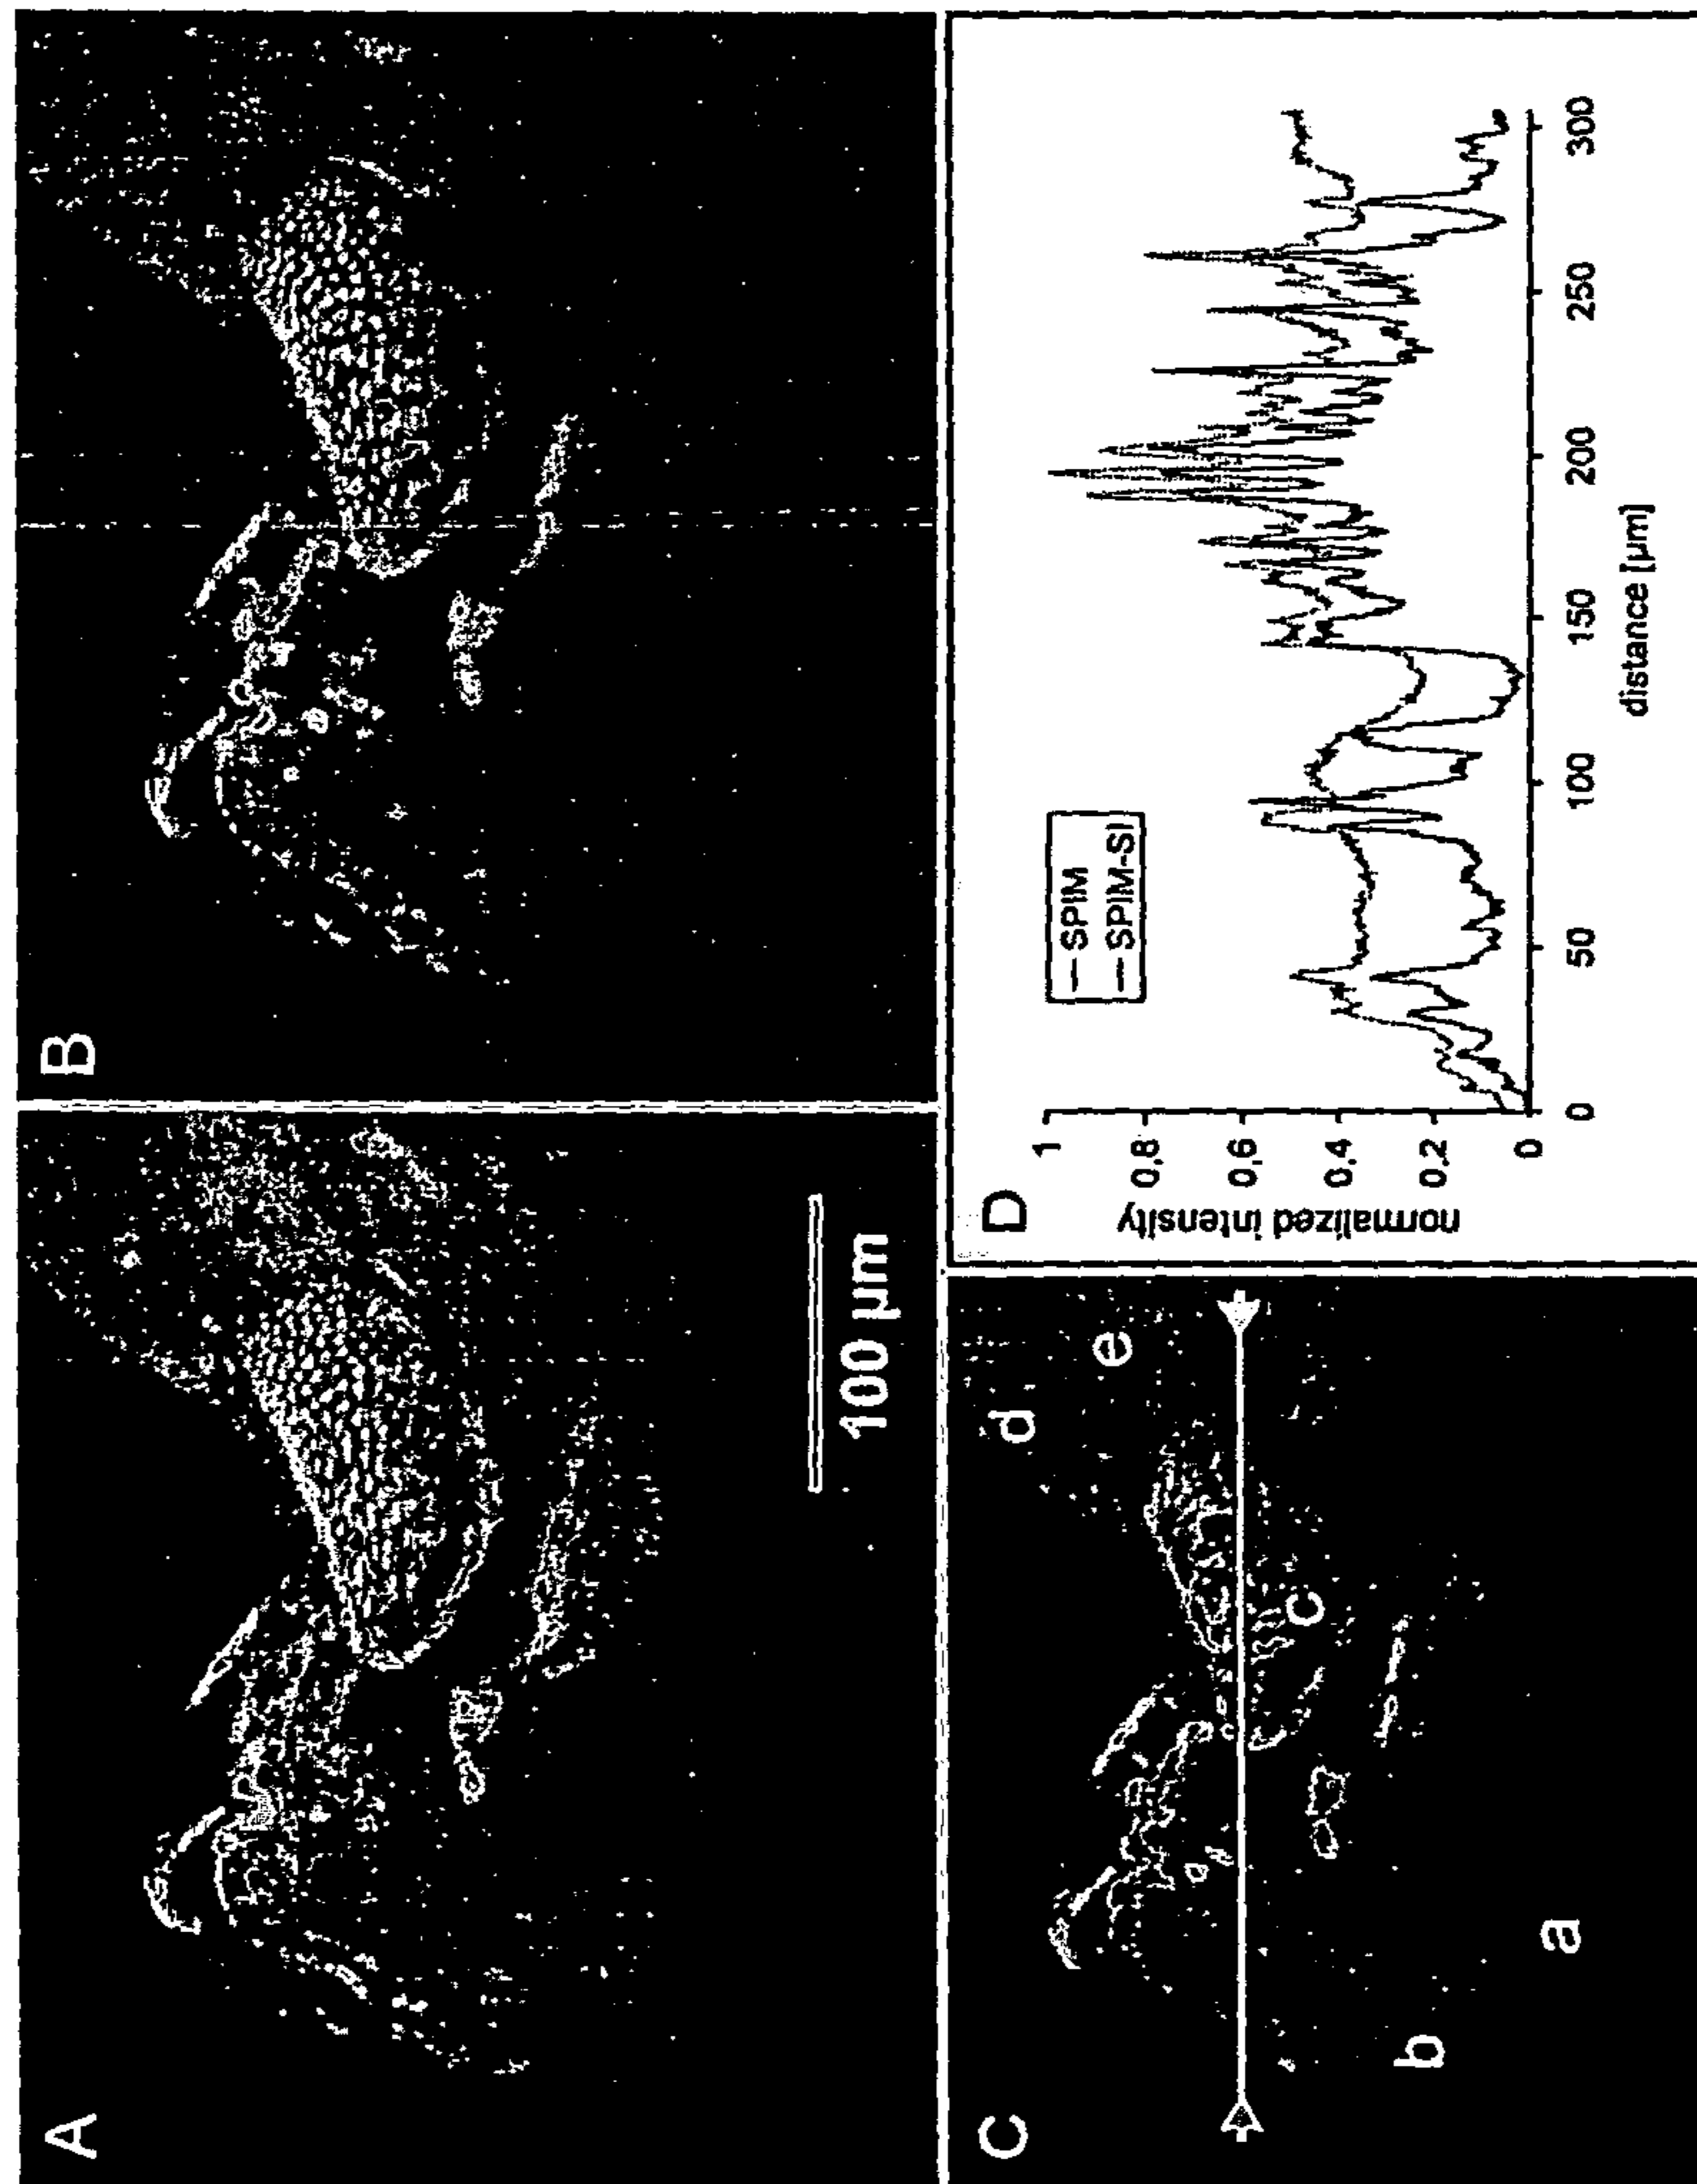 A
100 µm
B
C
a
b
c
d
e
D
SPIM
SPIM-SI
normalized intensity
1
0,8
0,6
0,4
0,2
0
0
50
100
150
200
250
300
distance [µm]